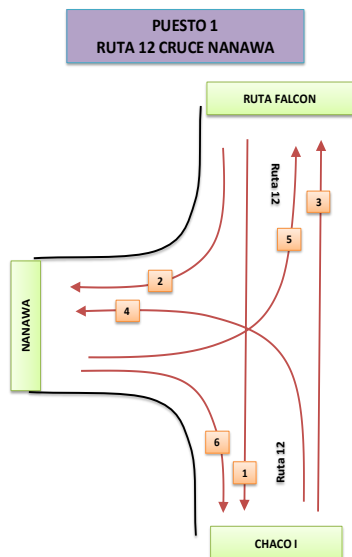 PUESTO 1
RUTA 12 CRUCE NANAWA
RUTA FALCON
Ruta 12
3
5
2
4
NANAWA
6
1
Ruta 12
CHACO I